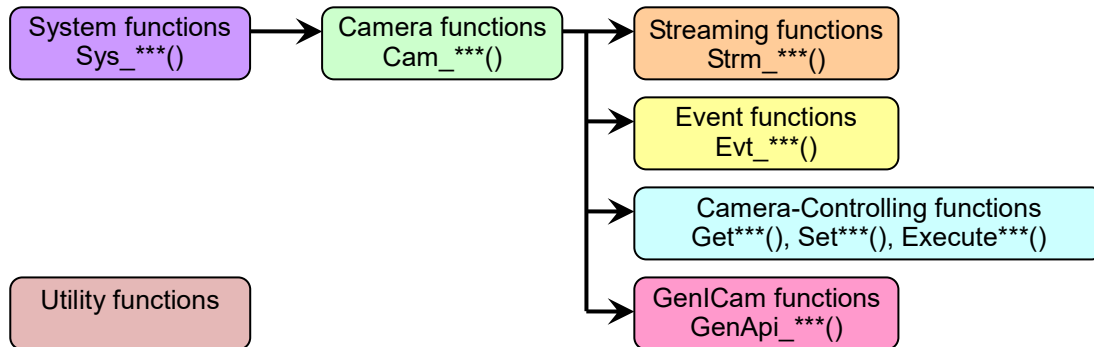 System functions
Sys_***()
Camera functions
Cam_***()
Streaming functions
Strm_***()
Event functions
Evt_***()
Camera-Controlling functions
Get***(), Set***(), Execute***()
Utility functions
GenICam functions
GenApi_***()